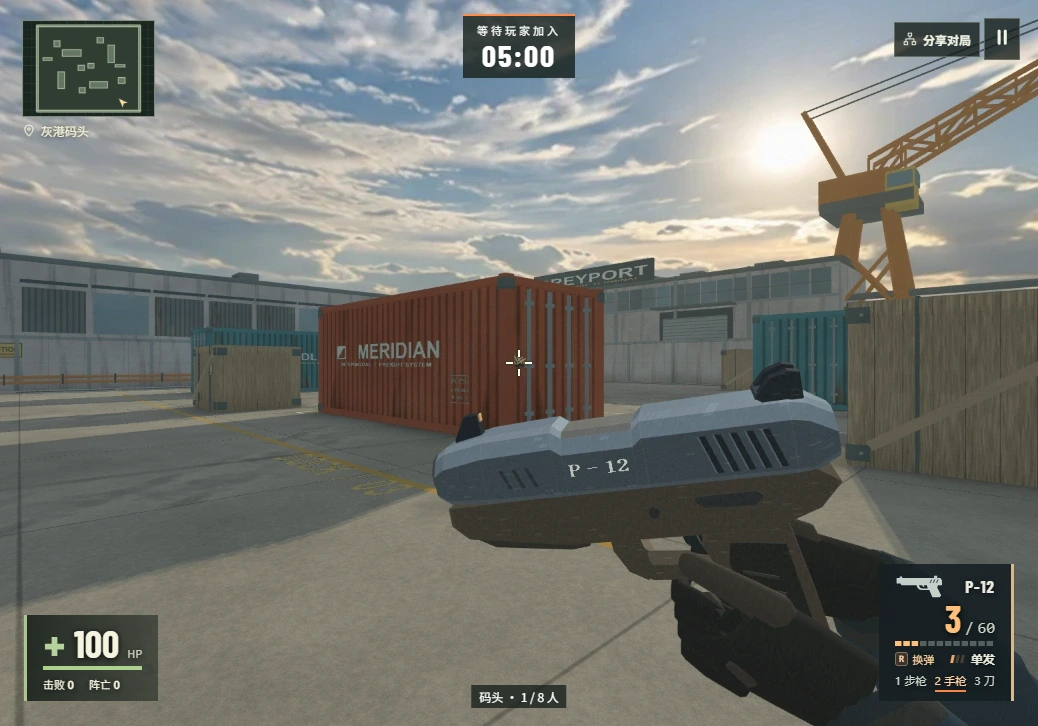 等待玩家加入
05:00
分享对局
灰港码头
REYPORT
MERIDIAN
P-12
+ 100 HP
击败 0 阵亡 0
码头 · 1/8人
P-12
3 / 60
R 换弹 单发
1 步枪 2 手枪 3 刀